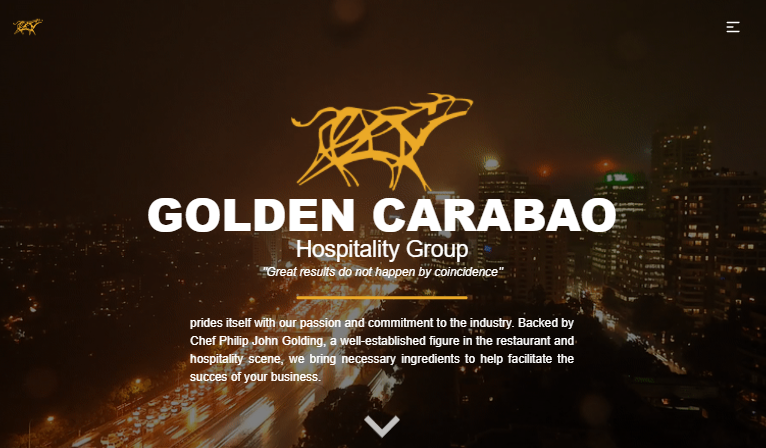 GOLDEN CARABAO
Hospitality Group
"Great results do not happen by coincidence"
prides itself with our passion and commitment to the industry. Backed by
Chef Philip John Golding, a well-established figure in the restaurant and
hospitality scene, we bring necessary ingredients to help facilitate the
succes of your business.